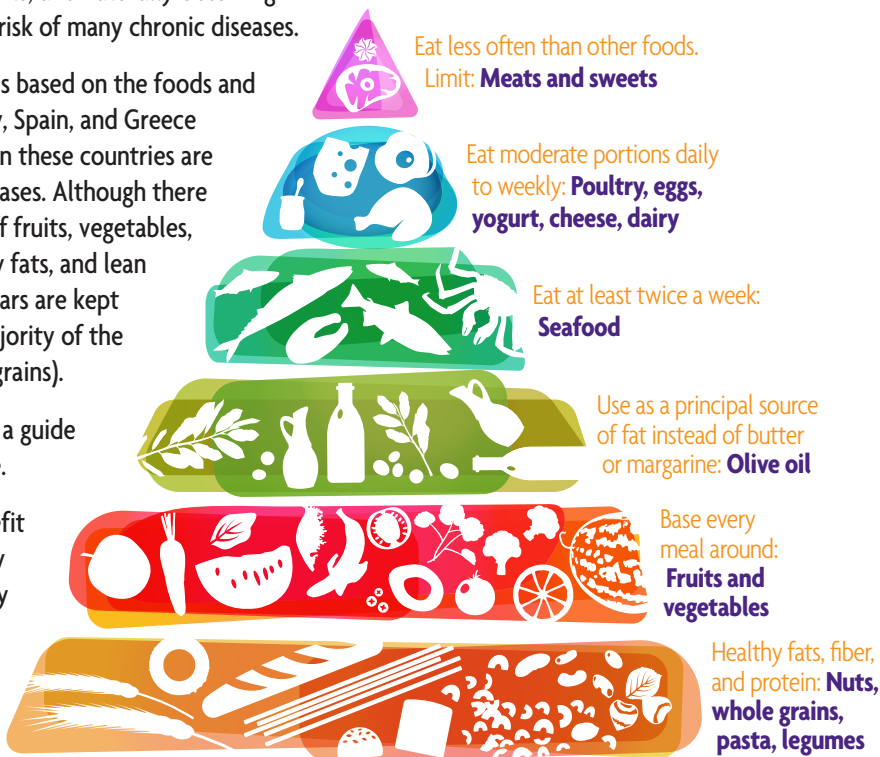 risk of many chronic diseases.
s based on the foods and
, Spain, and Greece
n these countries are
ases. Although there
f fruits, vegetables,
y fats, and lean
ars are kept
jority of the
grains).
a guide
.
efit
y
y
Eat less often than other foods.
Limit: Meats and sweets
Eat moderate portions daily
to weekly: Poultry, eggs,
yogurt, cheese, dairy
Eat at least twice a week:
Seafood
Use as a principal source
of fat instead of butter
or margarine: Olive oil
Base every
meal around:
Fruits and
vegetables
Healthy fats, fiber,
and protein: Nuts,
whole grains,
pasta, legumes